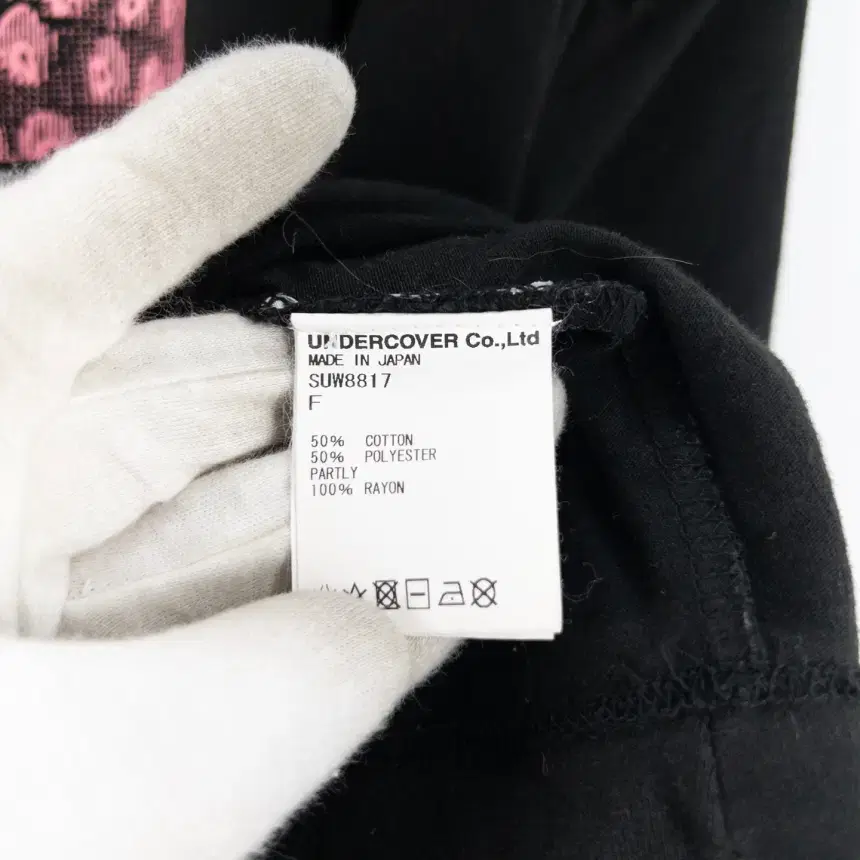 UNDERCOVER Co.,Ltd
MADE IN JAPAN
SUW8817
F
50% COTTON
50% POLYESTER
PARTLY
100% RAYON